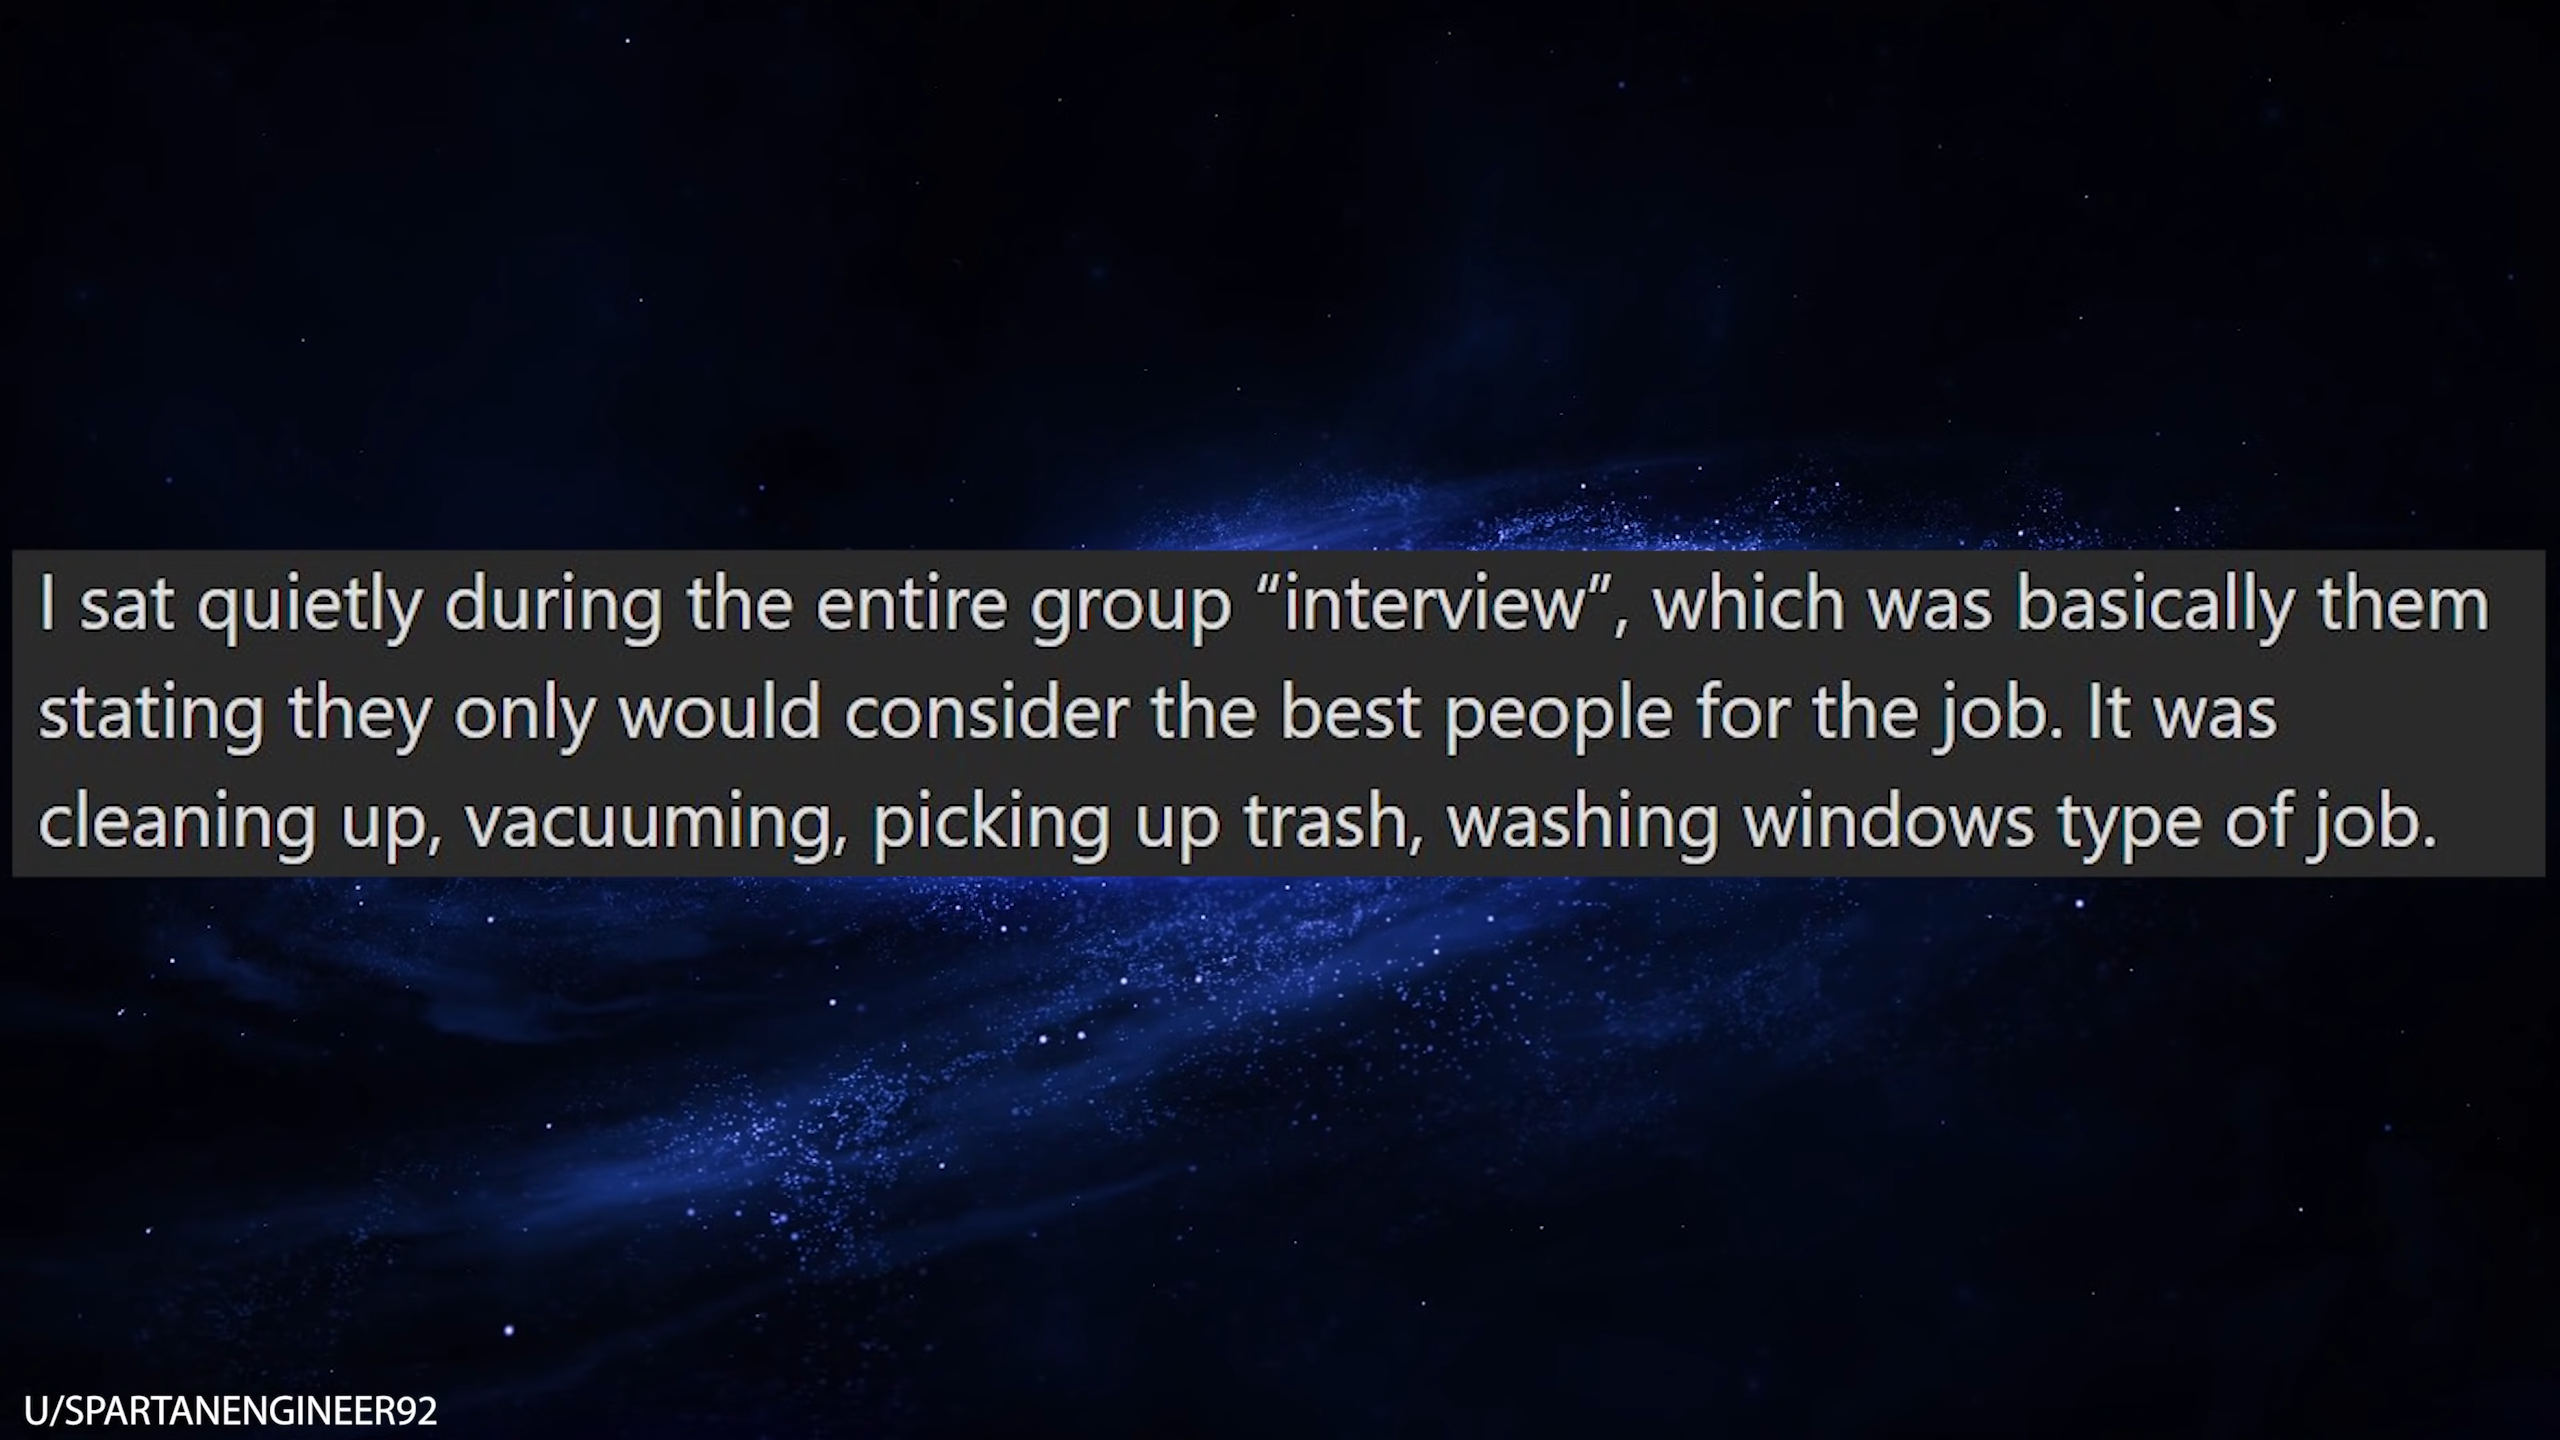 I sat quietly during the entire group “interview”, which was basically them
stating they only would consider the best people for the job. It was
cleaning up, vacuuming, picking up trash, washing windows type of job.
U/SPARTANENGINEER92